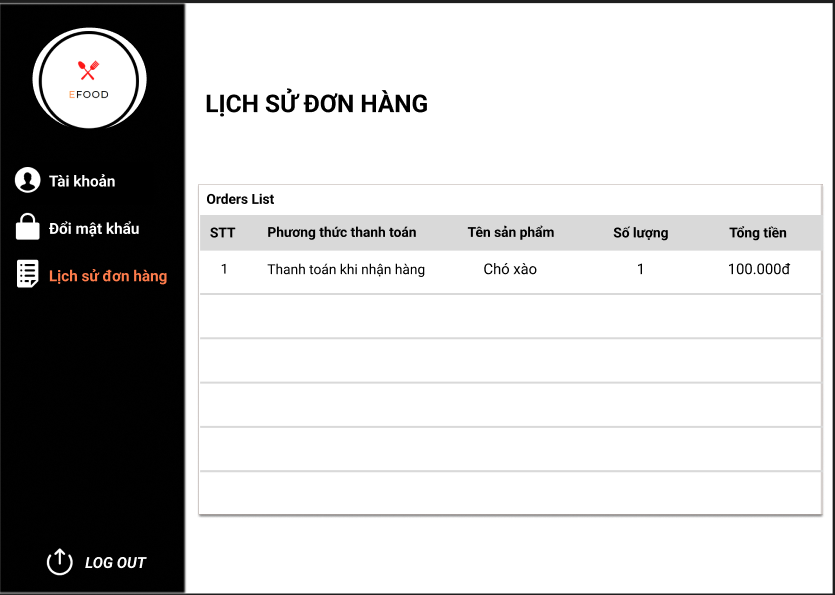 EFOOD
Tài khoản
Đổi mật khẩu
Lịch sử đơn hàng
LOG OUT
LỊCH SỬ ĐƠN HÀNG
Orders List
STT Phương thức thanh toán Tên sản phẩm Số lượng Tổng tiền
1 Thanh toán khi nhận hàng Chó xào 1 100.000đ